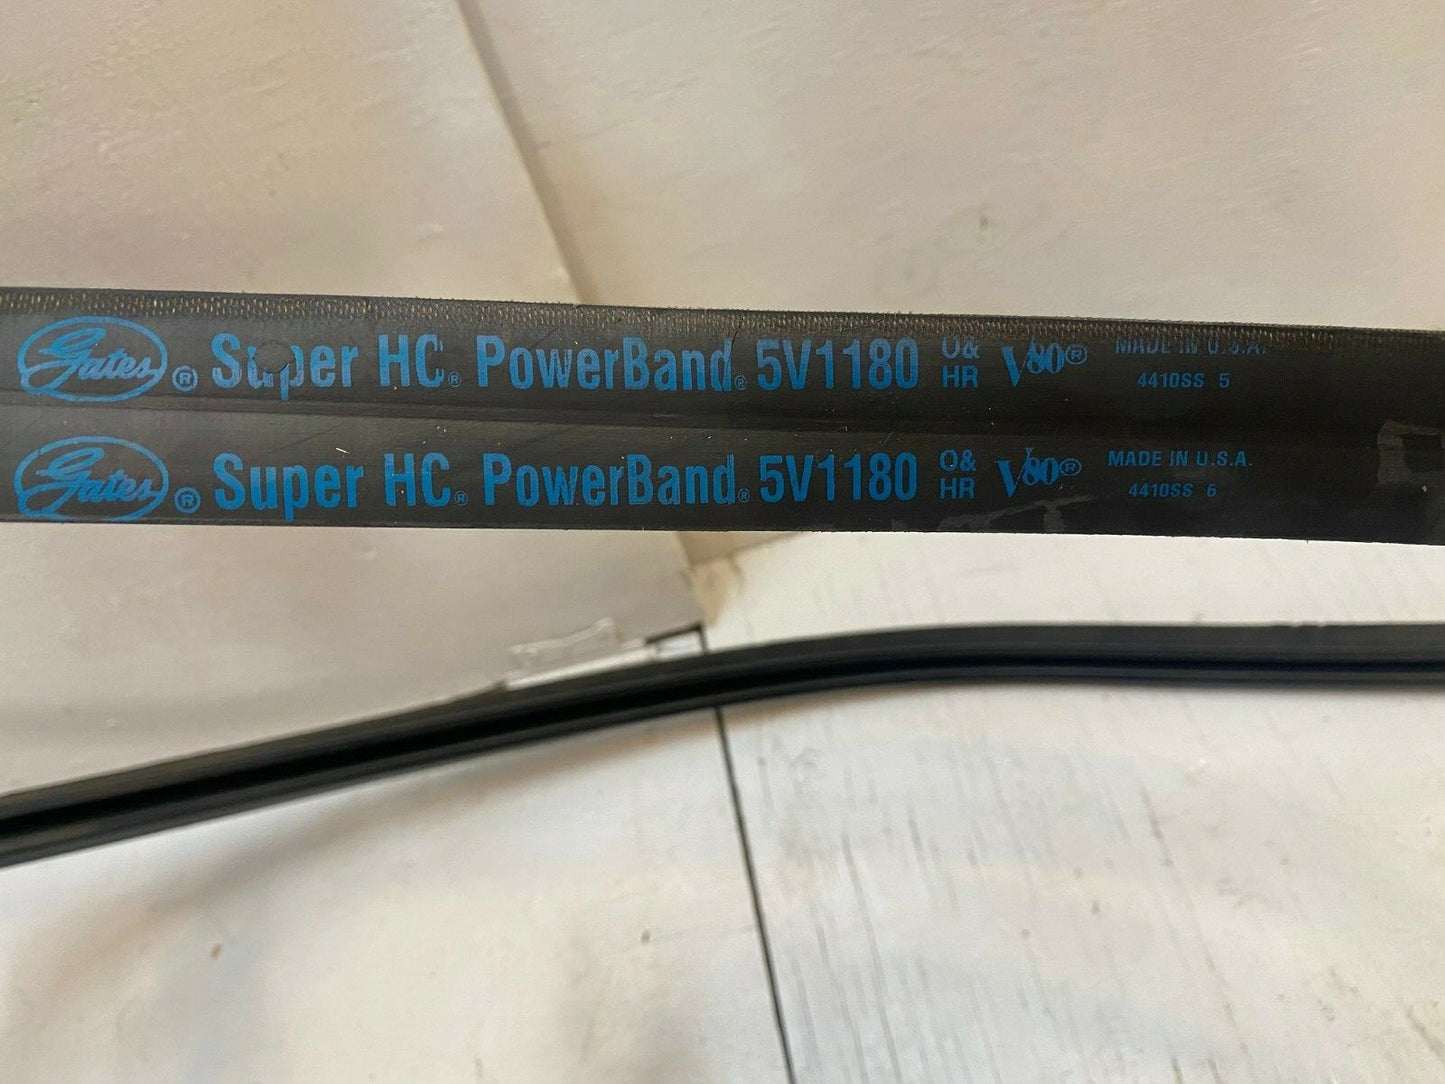 Gates® Super HC® PowerBand® 5V1180 O& HR V80® MADE IN U.S.A. 4410SS 5
Gates® Super HC® PowerBand® 5V1180 O& HR V80® MADE IN U.S.A. 4410SS 6